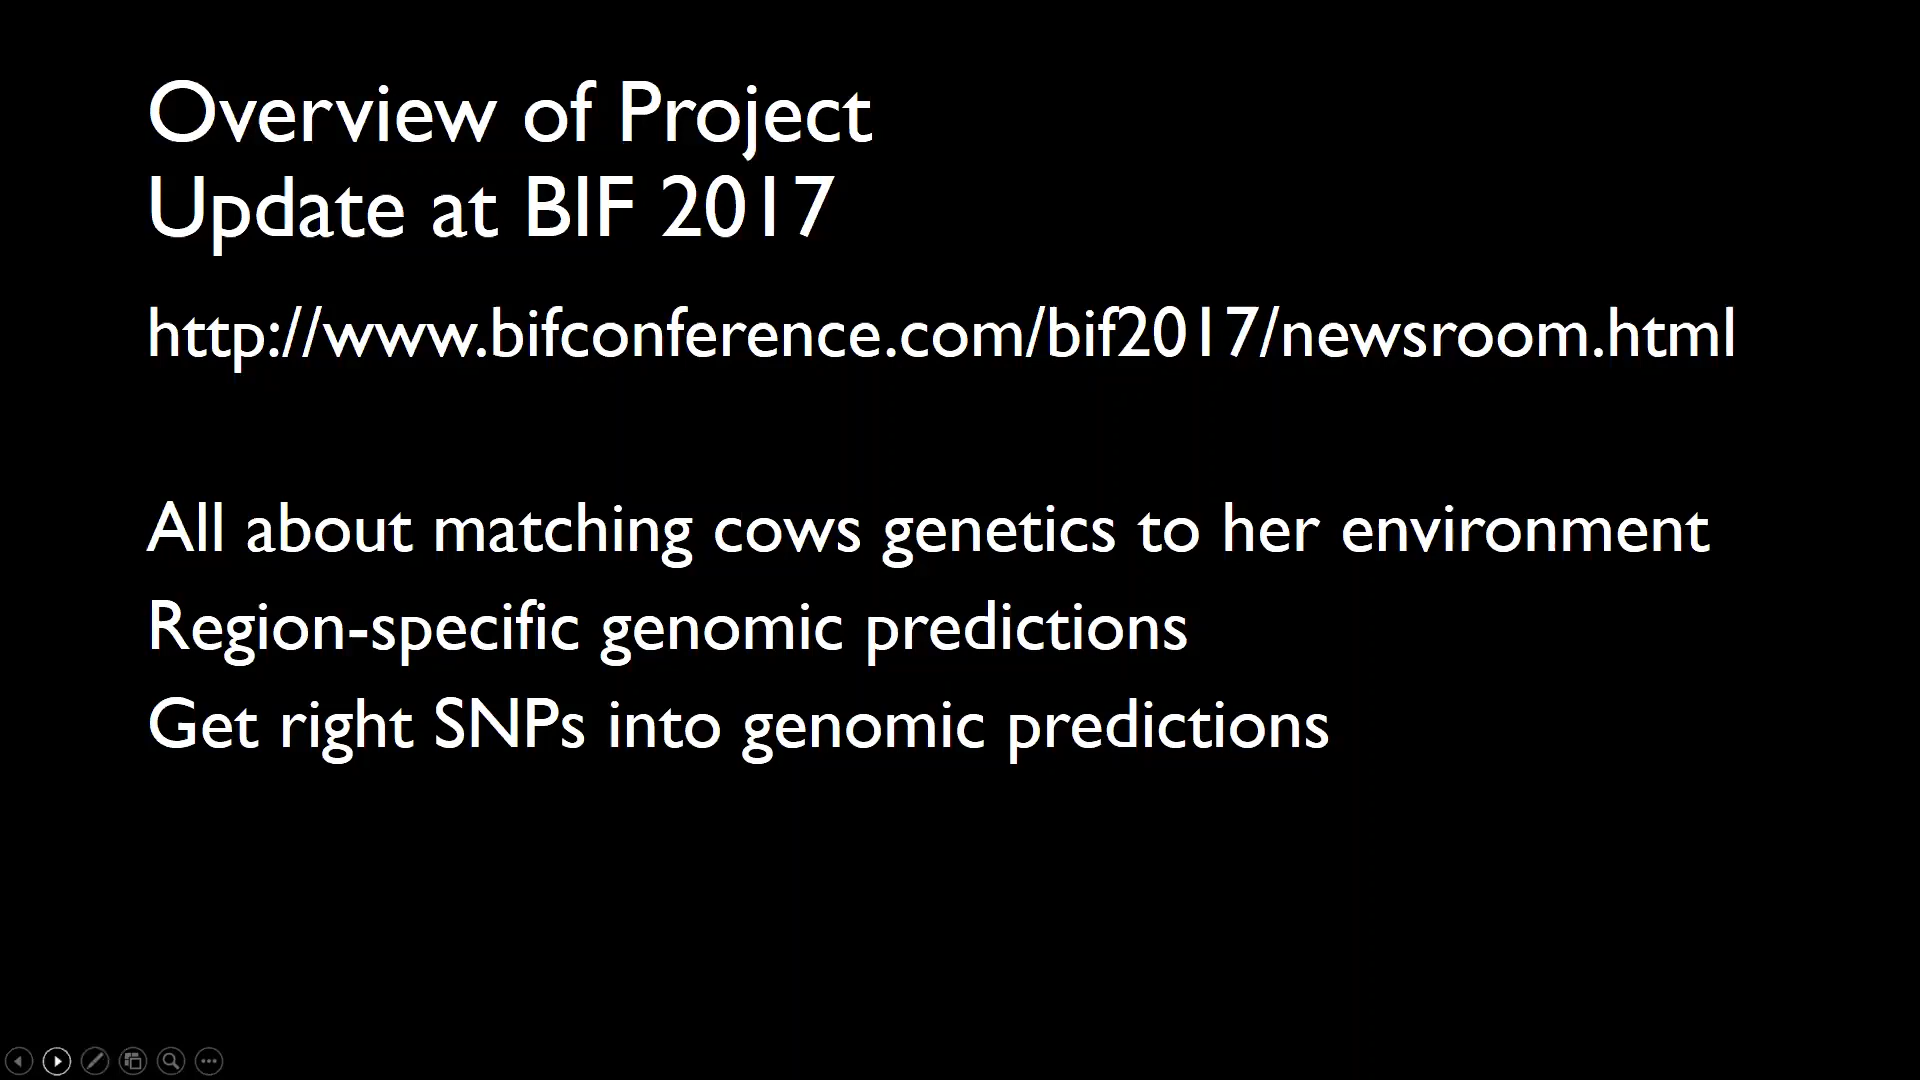 Overview of Project
Update at BIF 2017
http://www.bifconference.com/bif2017/newsroom.html
All about matching cows genetics to her environment
Region-specific genomic predictions
Get right SNPs into genomic predictions